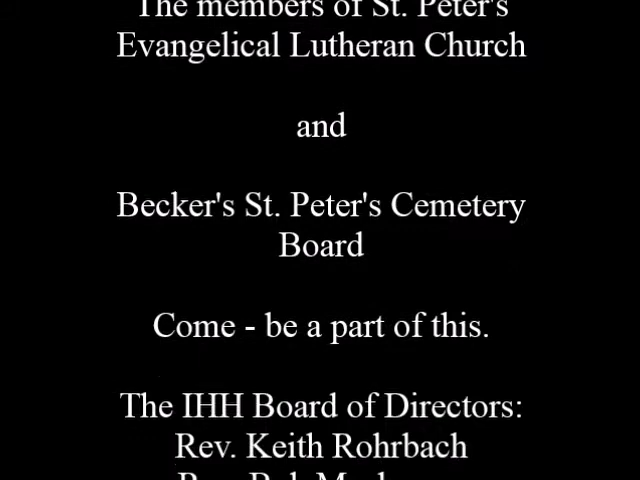 The members of St. Peter's
Evangelical Lutheran Church
and
Becker's St. Peter's Cemetery
Board
Come - be a part of this.
The IHH Board of Directors:
Rev. Keith Rohrbach